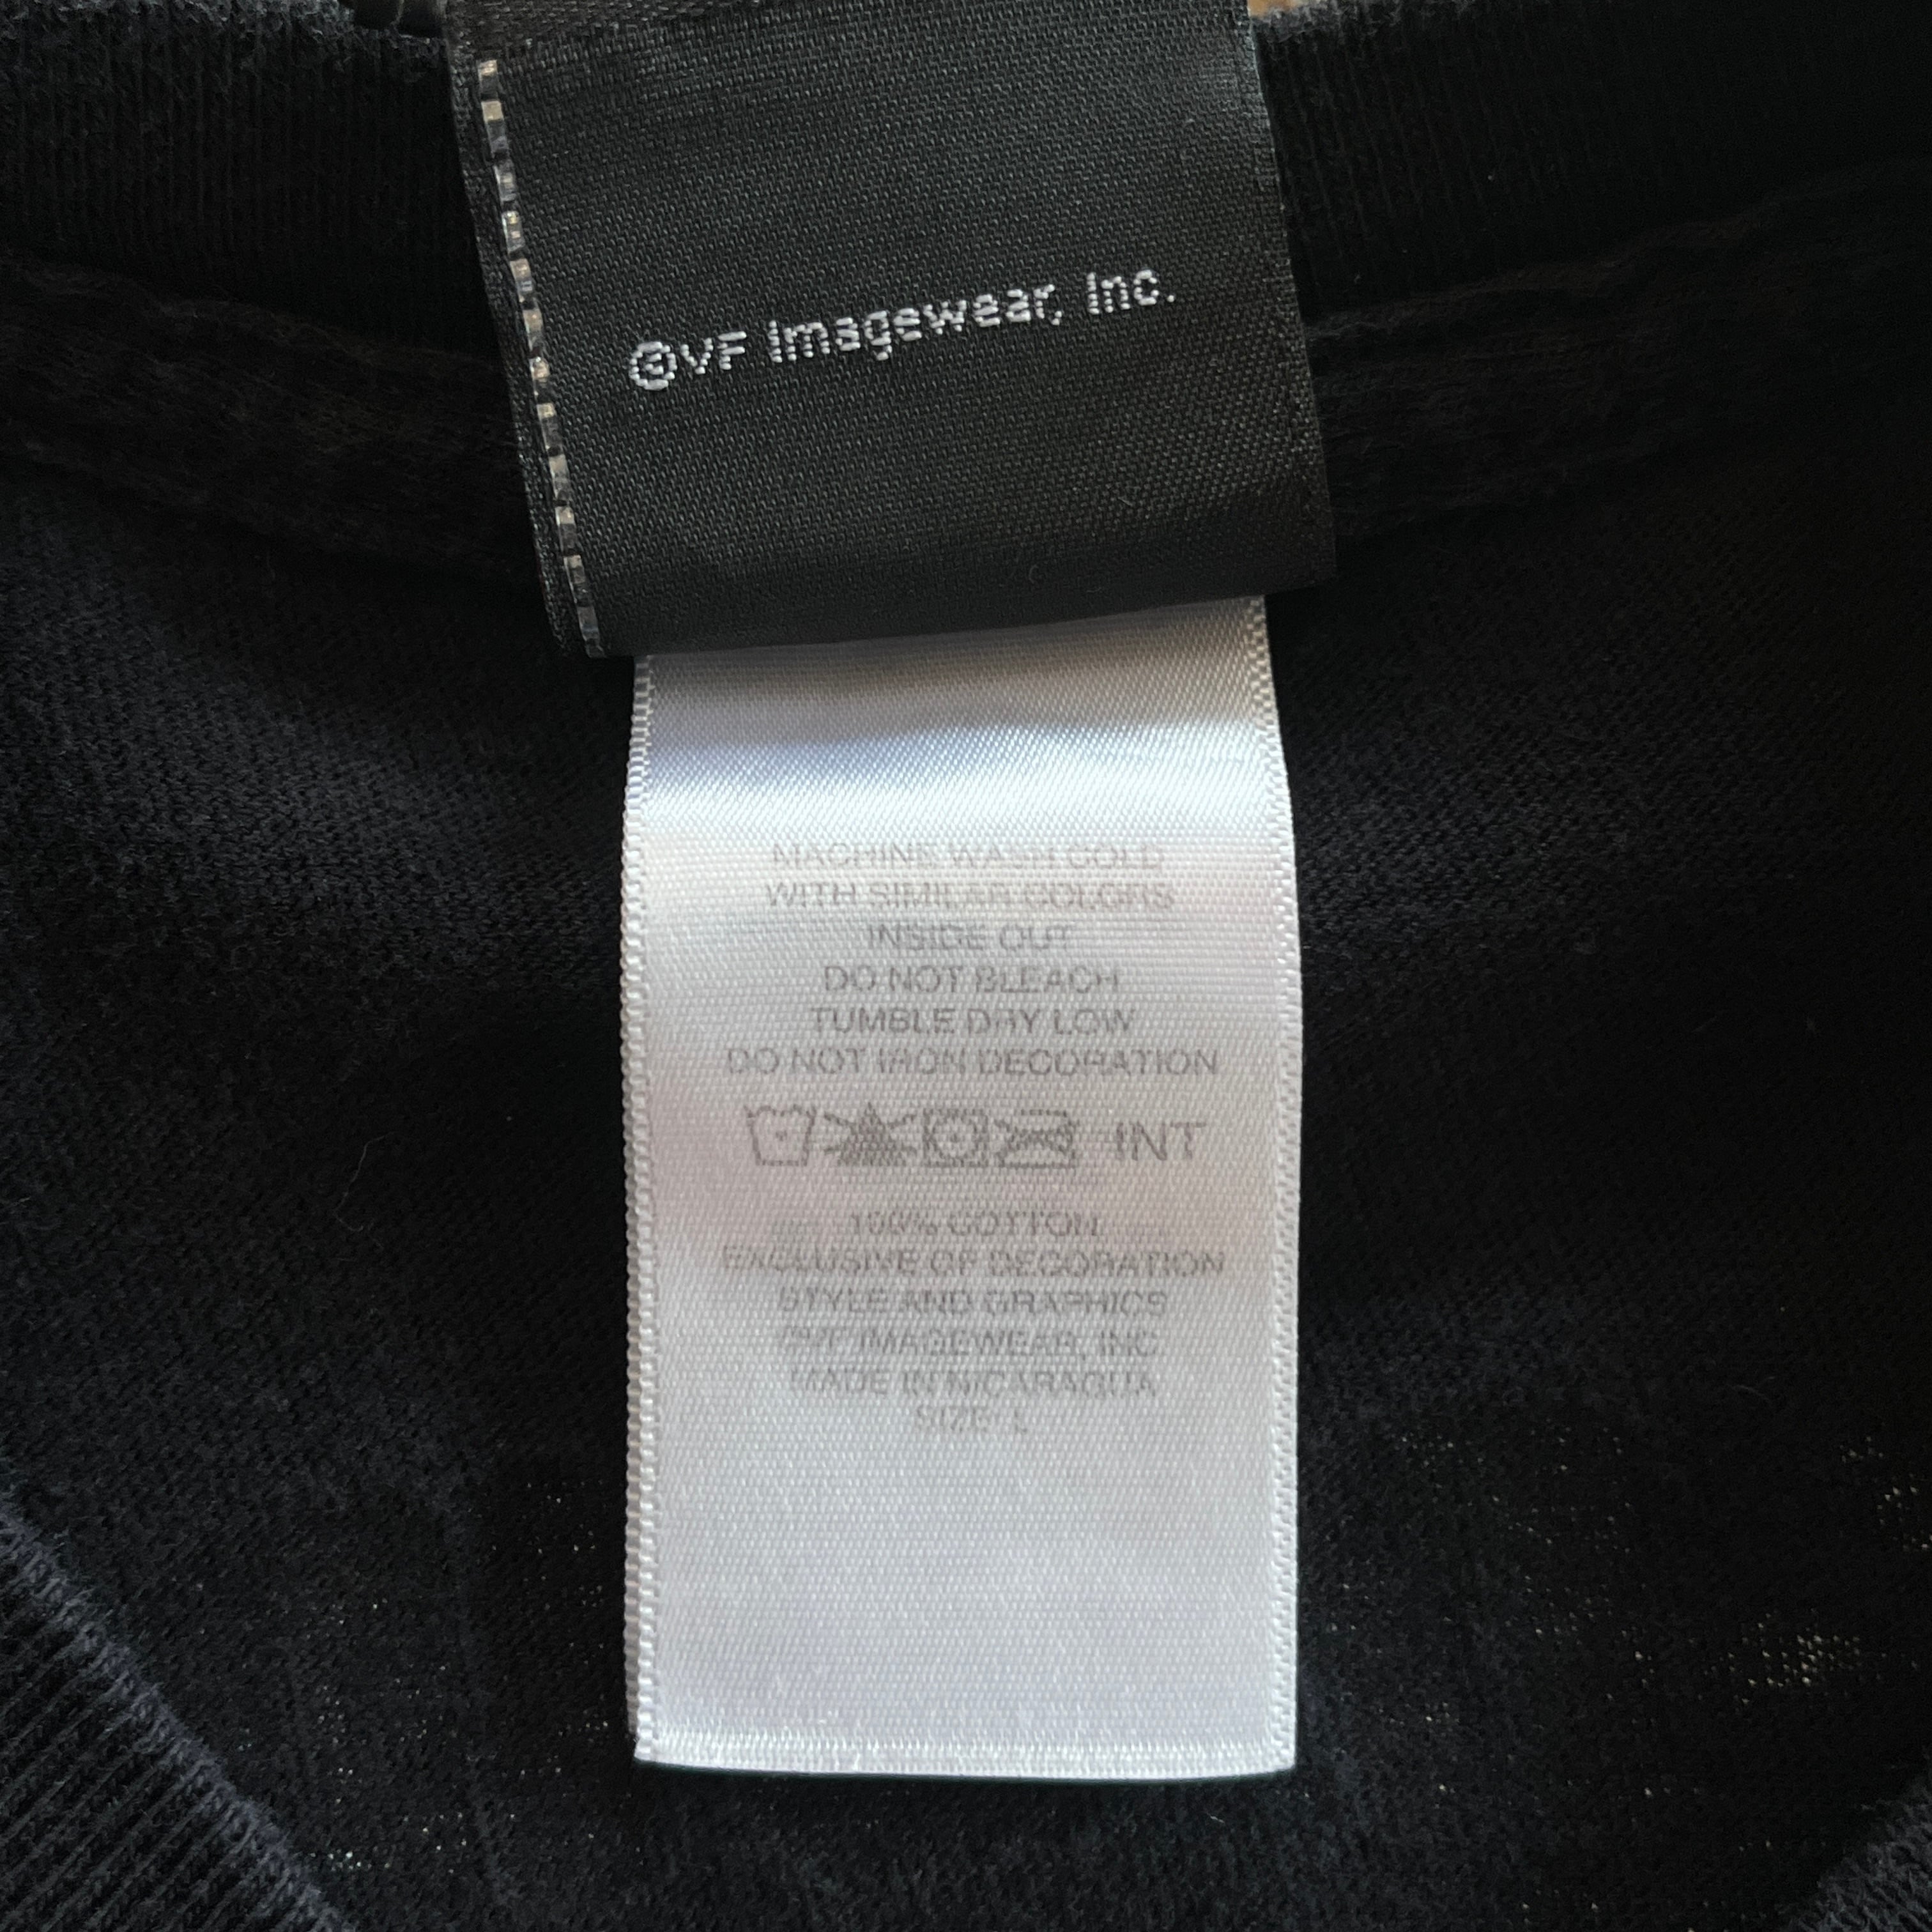 ©VF Imagewear, Inc.
MACHINE WASH COLD
WITH SIMILAR COLORS
INSIDE OUT
DO NOT BLEACH
TUMBLE DRY LOW
DO NOT IRON DECORATION
INT
100% COTTON
EXCLUSIVE OF DECORATION
STYLE AND GRAPHICS
©VF IMAGEWEAR, INC
MADE IN NICARAGUA
SIZE: L